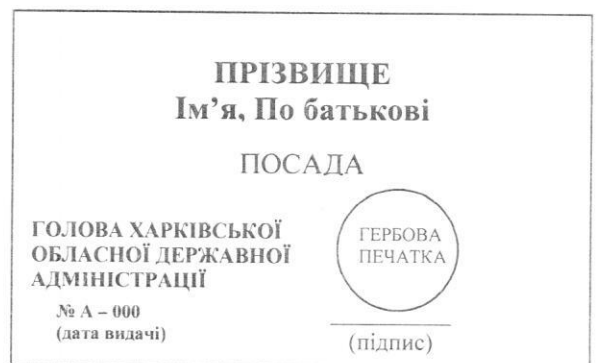 ПРІЗВИЩЕ
Ім’я, По батькові
ПОСАДА
ГОЛОВА ХАРКІВСЬКОЇ
ОБЛАСНОЇ ДЕРЖАВНОЇ
АДМІНІСТРАЦІЇ
№ А – 000
(дата видачі)
ГЕРБОВА
ПЕЧАТКА
(підпис)